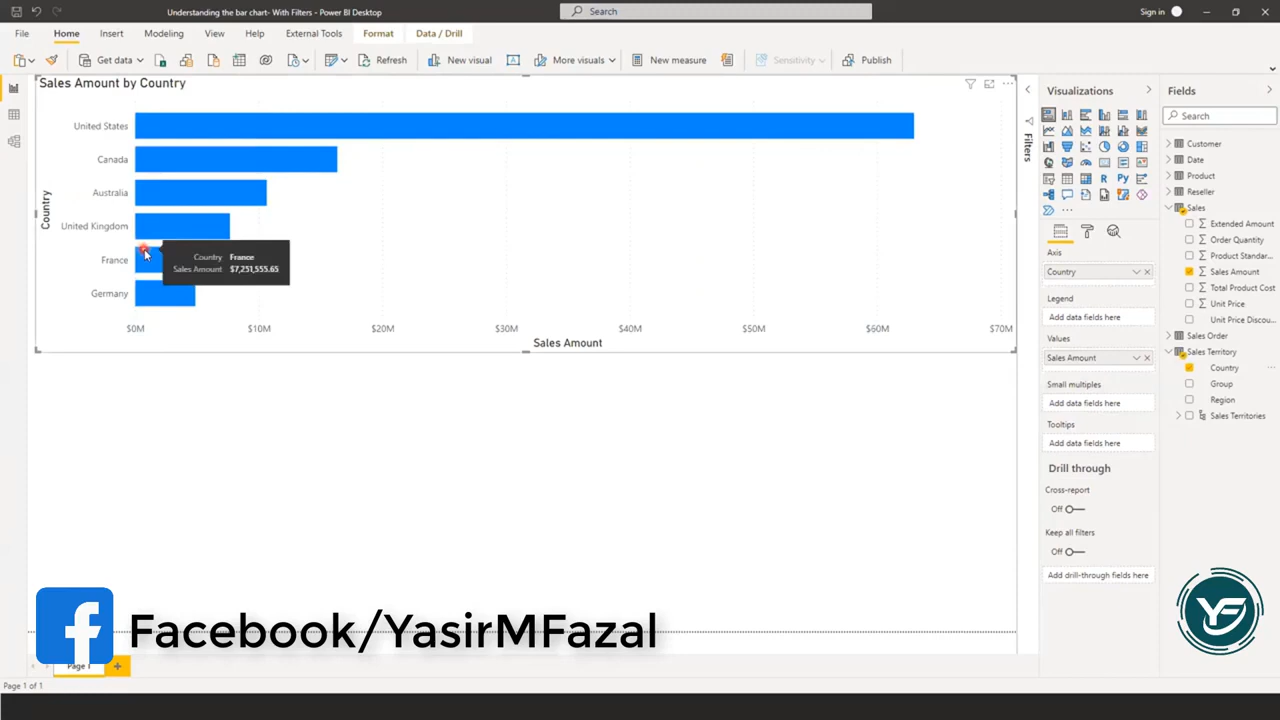 Understanding the bar chart- With Filters - Power BI Desktop
Search
Sign in
File
Home
Insert
Modeling
View
Help
External Tools
Format
Data / Drill
Get data
Refresh
New visual
More visuals
New measure
Sensitivity
Publish
Sales Amount by Country
Country
United States
Canada
Australia
United Kingdom
France
Germany
Country France
Sales Amount $7,251,555.65
$0M $10M $20M $30M $40M $50M $60M $70M
Sales Amount
Filters
Visualizations
Axis
Country
Legend
Add data fields here
Values
Sales Amount
Small multiples
Add data fields here
Tooltips
Add data fields here
Drill through
Cross-report
Off
Keep all filters
Off
Add drill-through fields here
Fields
Search
Customer
Date
Product
Reseller
Sales
Extended Amount
Order Quantity
Product Standar...
Sales Amount
Total Product Cost
Unit Price
Unit Price Discou...
Sales Order
Sales Territory
Country
Group
Region
Sales Territories
Facebook/YasirMFazal
YF
Page 1
Page 1 of 1